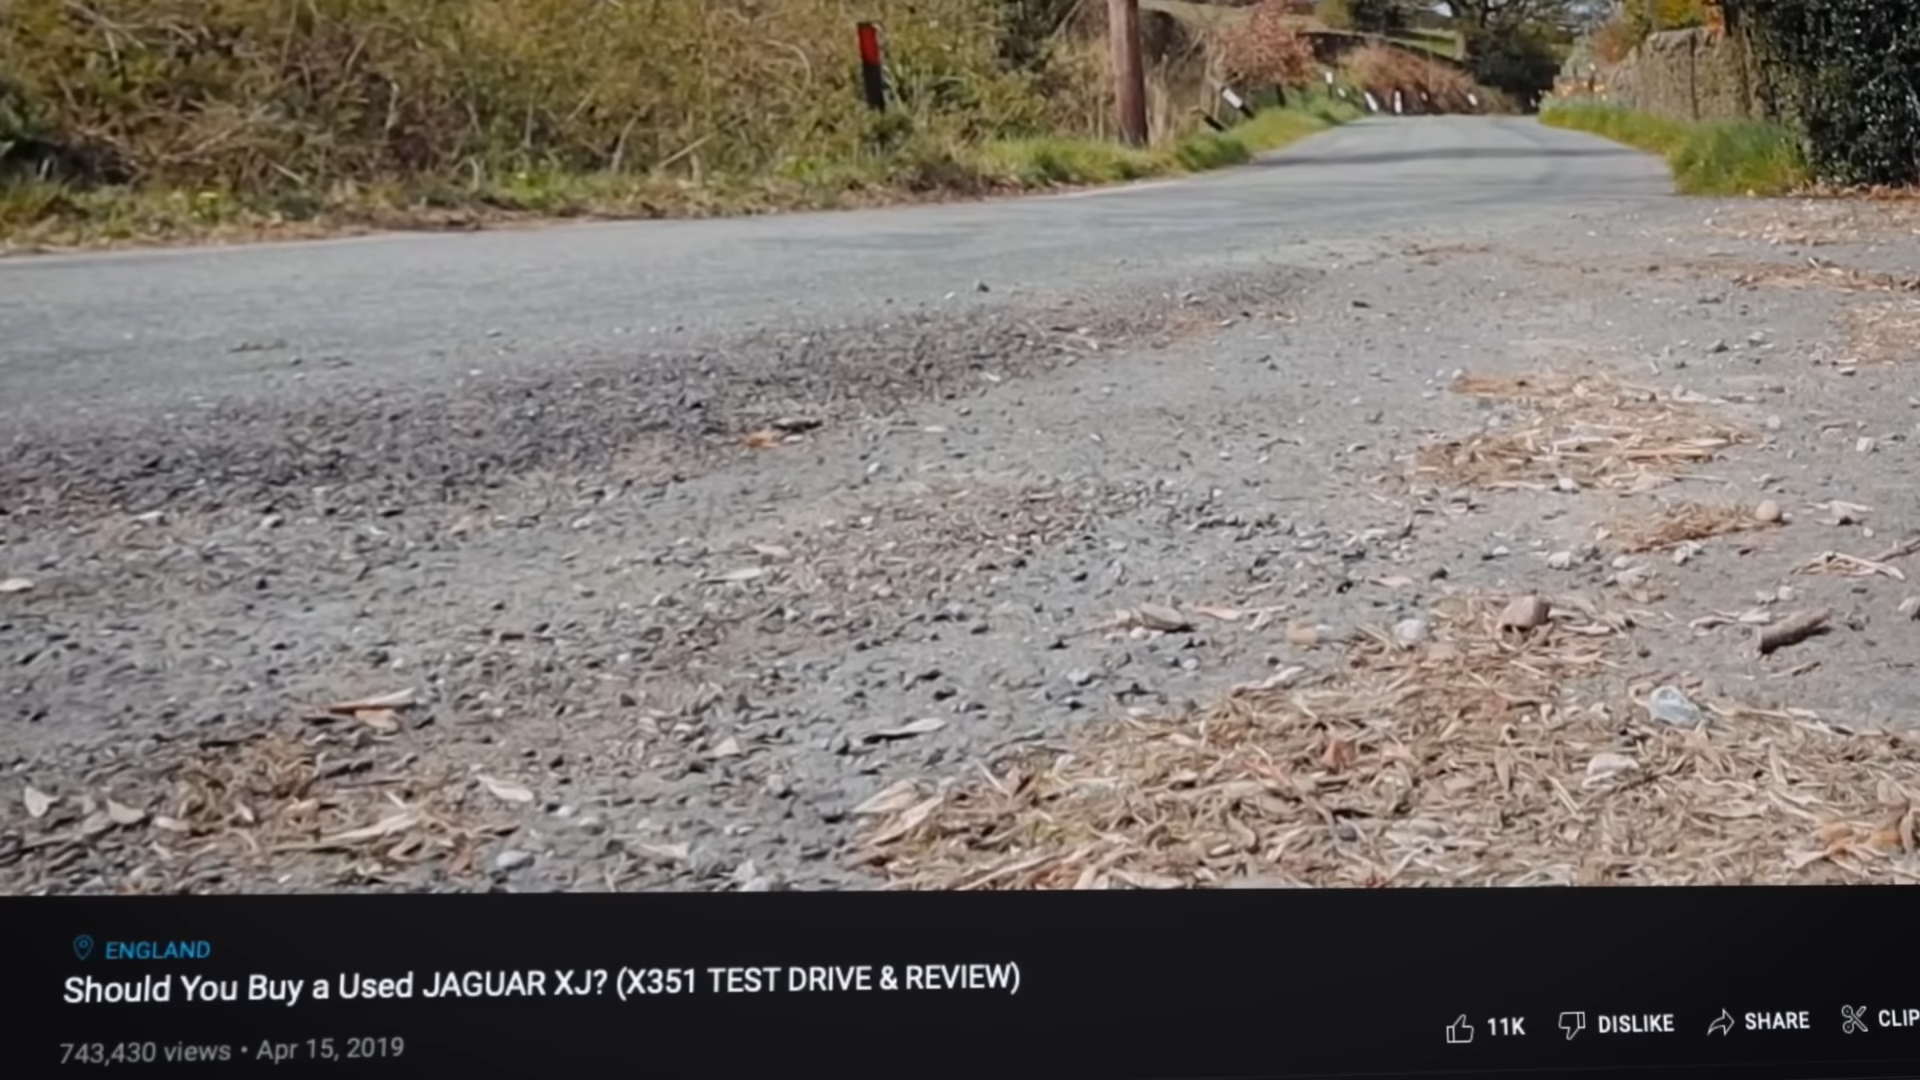 ENGLAND
Should You Buy a Used JAGUAR XJ? (X351 TEST DRIVE & REVIEW)
743,430 views • Apr 15, 2019
11K DISLIKE SHARE CLIP